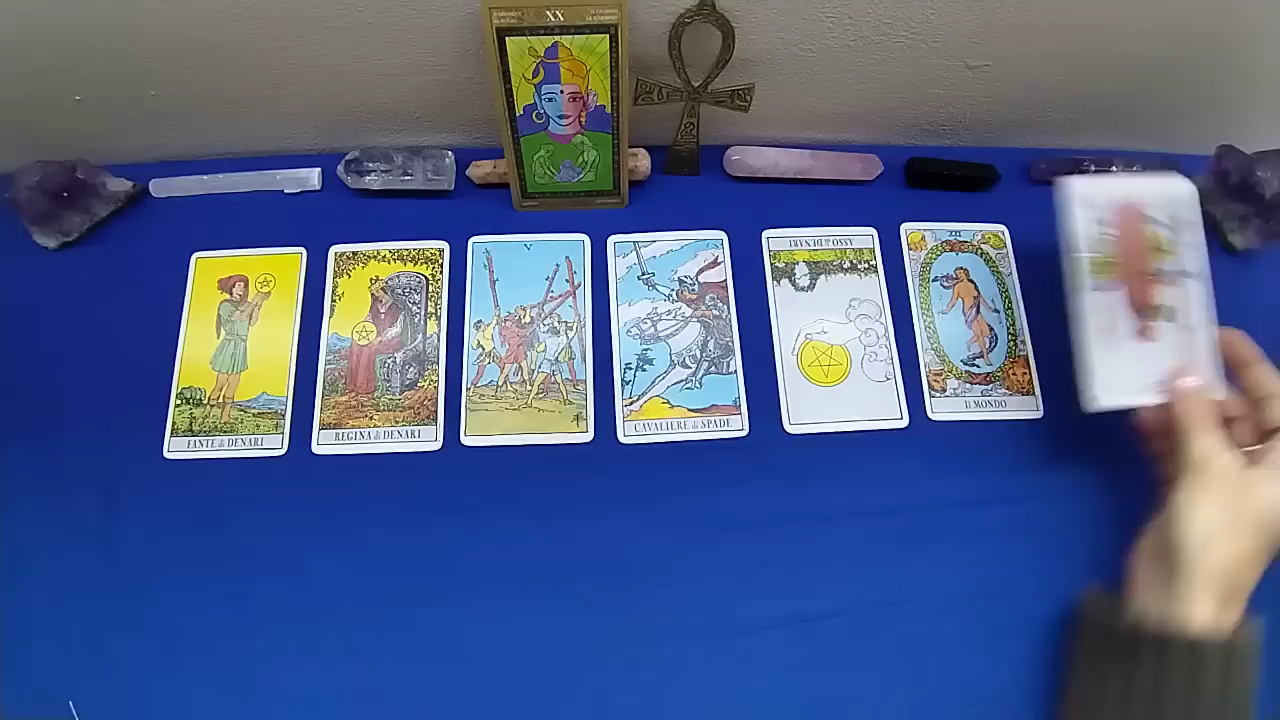 XX
FANTE di DENARI
REGINA di DENARI
V
CAVALIERE di SPADE
ASSO di DENARI
XXI
Il MONDO